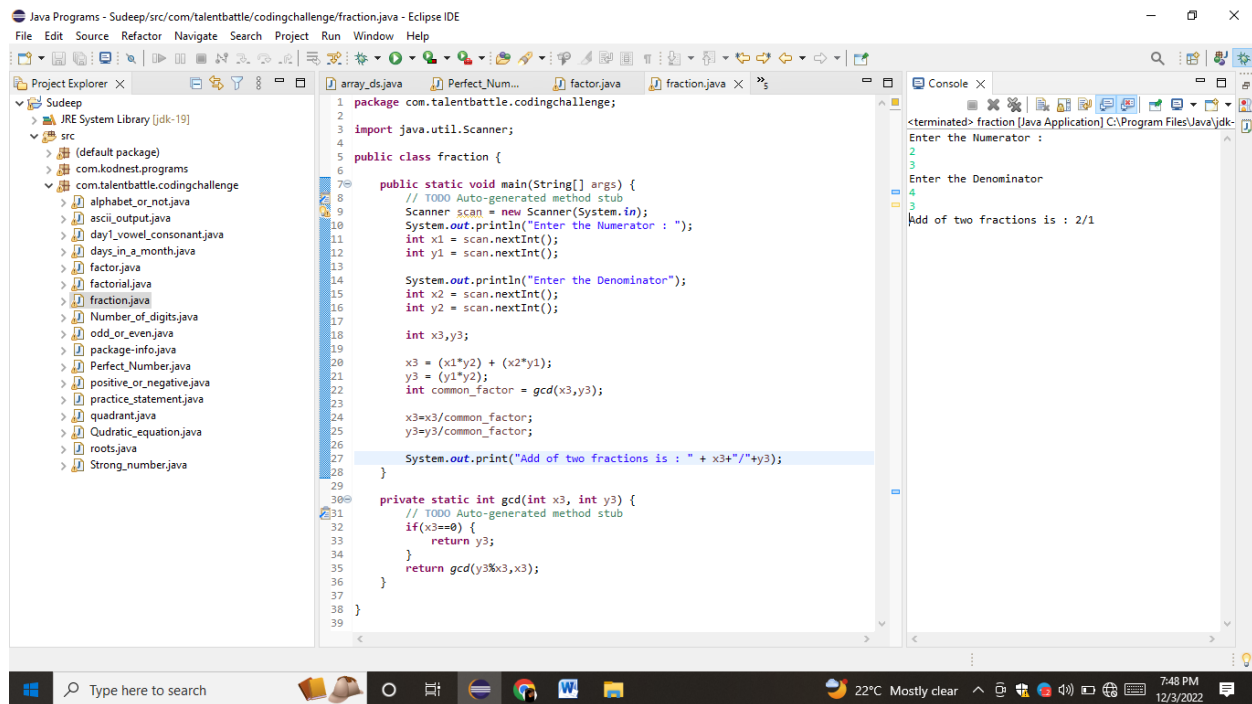 Java Programs - Sudeep/src/com/talentbattle/codingchallenge/fraction.java - Eclipse IDE
File Edit Source Refactor Navigate Search Project Run Window Help
Project Explorer
Sudeep
JRE System Library [jdk-19]
src
(default package)
com.kodnest.programs
com.talentbattle.codingchallenge
alphabet_or_not.java
ascii_output.java
day1_vowel_consonant.java
days_in_a_month.java
factor.java
factorial.java
fraction.java
Number_of_digits.java
odd_or_even.java
package-info.java
Perfect_Number.java
positive_or_negative.java
practice_statement.java
quadrant.java
Qudratic_equation.java
roots.java
Strong_number.java
array_ds.java Perfect_Num... factor.java fraction.java »5
1 package com.talentbattle.codingchallenge;
2
3 import java.util.Scanner;
4
5 public class fraction {
6
7 public static void main(String[] args) {
8 // TODO Auto-generated method stub
9 Scanner scan = new Scanner(System.in);
10 System.out.println("Enter the Numerator : ");
11 int x1 = scan.nextInt();
12 int y1 = scan.nextInt();
13
14 System.out.println("Enter the Denominator");
15 int x2 = scan.nextInt();
16 int y2 = scan.nextInt();
17
18 int x3,y3;
19
20 x3 = (x1*y2) + (x2*y1);
21 y3 = (y1*y2);
22 int common_factor = gcd(x3,y3);
23
24 x3=x3/common_factor;
25 y3=y3/common_factor;
26
27 System.out.print("Add of two fractions is : " + x3+"/"+y3);
28 }
29
30 private static int gcd(int x3, int y3) {
31 // TODO Auto-generated method stub
32 if(x3==0) {
33 return y3;
34 }
35 return gcd(y3%x3,x3);
36 }
37
38 }
39
Console
<terminated> fraction [Java Application] C:\Program Files\Java\jdk-
Enter the Numerator :
2
3
Enter the Denominator
4
3
Add of two fractions is : 2/1
Type here to search
22°C Mostly clear
7:48 PM
12/3/2022